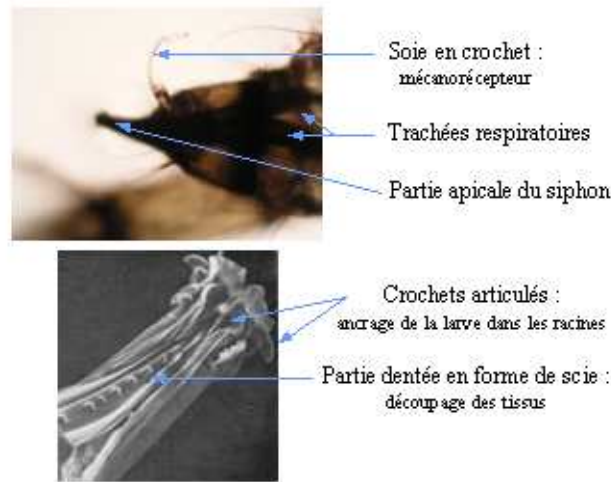 Soie en crochet :
mécanorécepteur
Trachées respiratoires
Partie apicale du siphon
Crochets articulés :
ancrage de la larve dans les racines
Partie dentée en forme de scie :
découpage des tissus